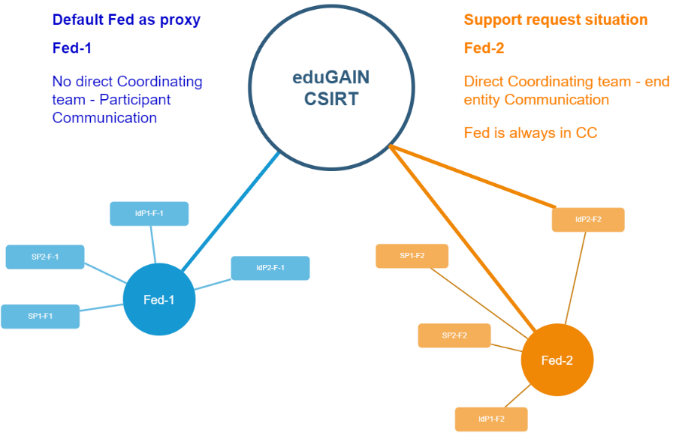 Default Fed as proxy
Fed-1
No direct Coordinating
team - Participant
Communication
eduGAIN
CSIRT
Support request situation
Fed-2
Direct Coordinating team - end
entity Communication
Fed is always in CC
IdP1-F-1
SP2-F-1
IdP2-F-1
SP1-F1
Fed-1
IdP2-F2
SP1-F2
SP2-F2
Fed-2
IdP1-F2